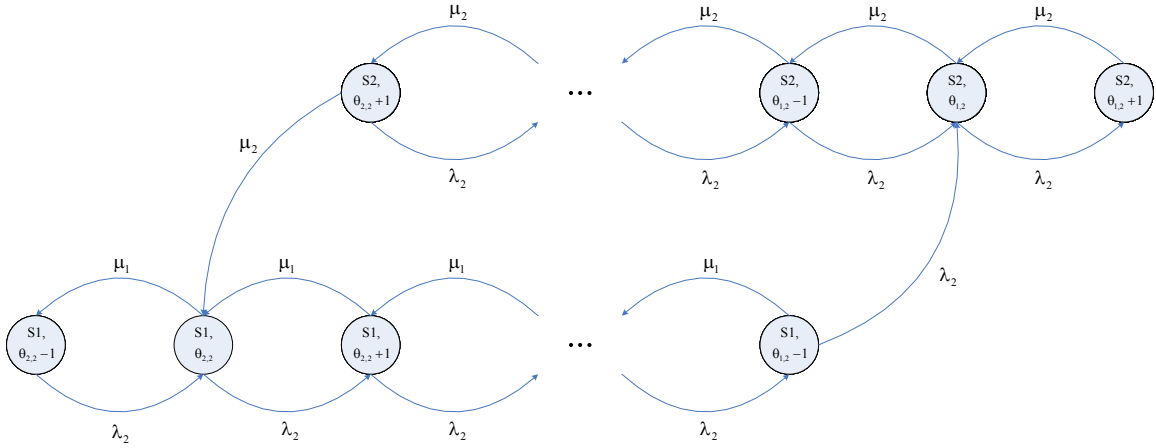 μ₂ μ₂ μ₂ μ₂
S2, θ₂,₂ +1
...
S2, θ₁,₂ −1
S2, θ₁,₂
S2, θ₁,₂ +1
μ₂
λ₂ λ₂ λ₂ λ₂
μ₁ μ₁ μ₁ μ₁
λ₂
S1, θ₂,₂ −1
S1, θ₂,₂
S1, θ₂,₂ +1
...
S1, θ₁,₂ −1
λ₂ λ₂ λ₂ λ₂